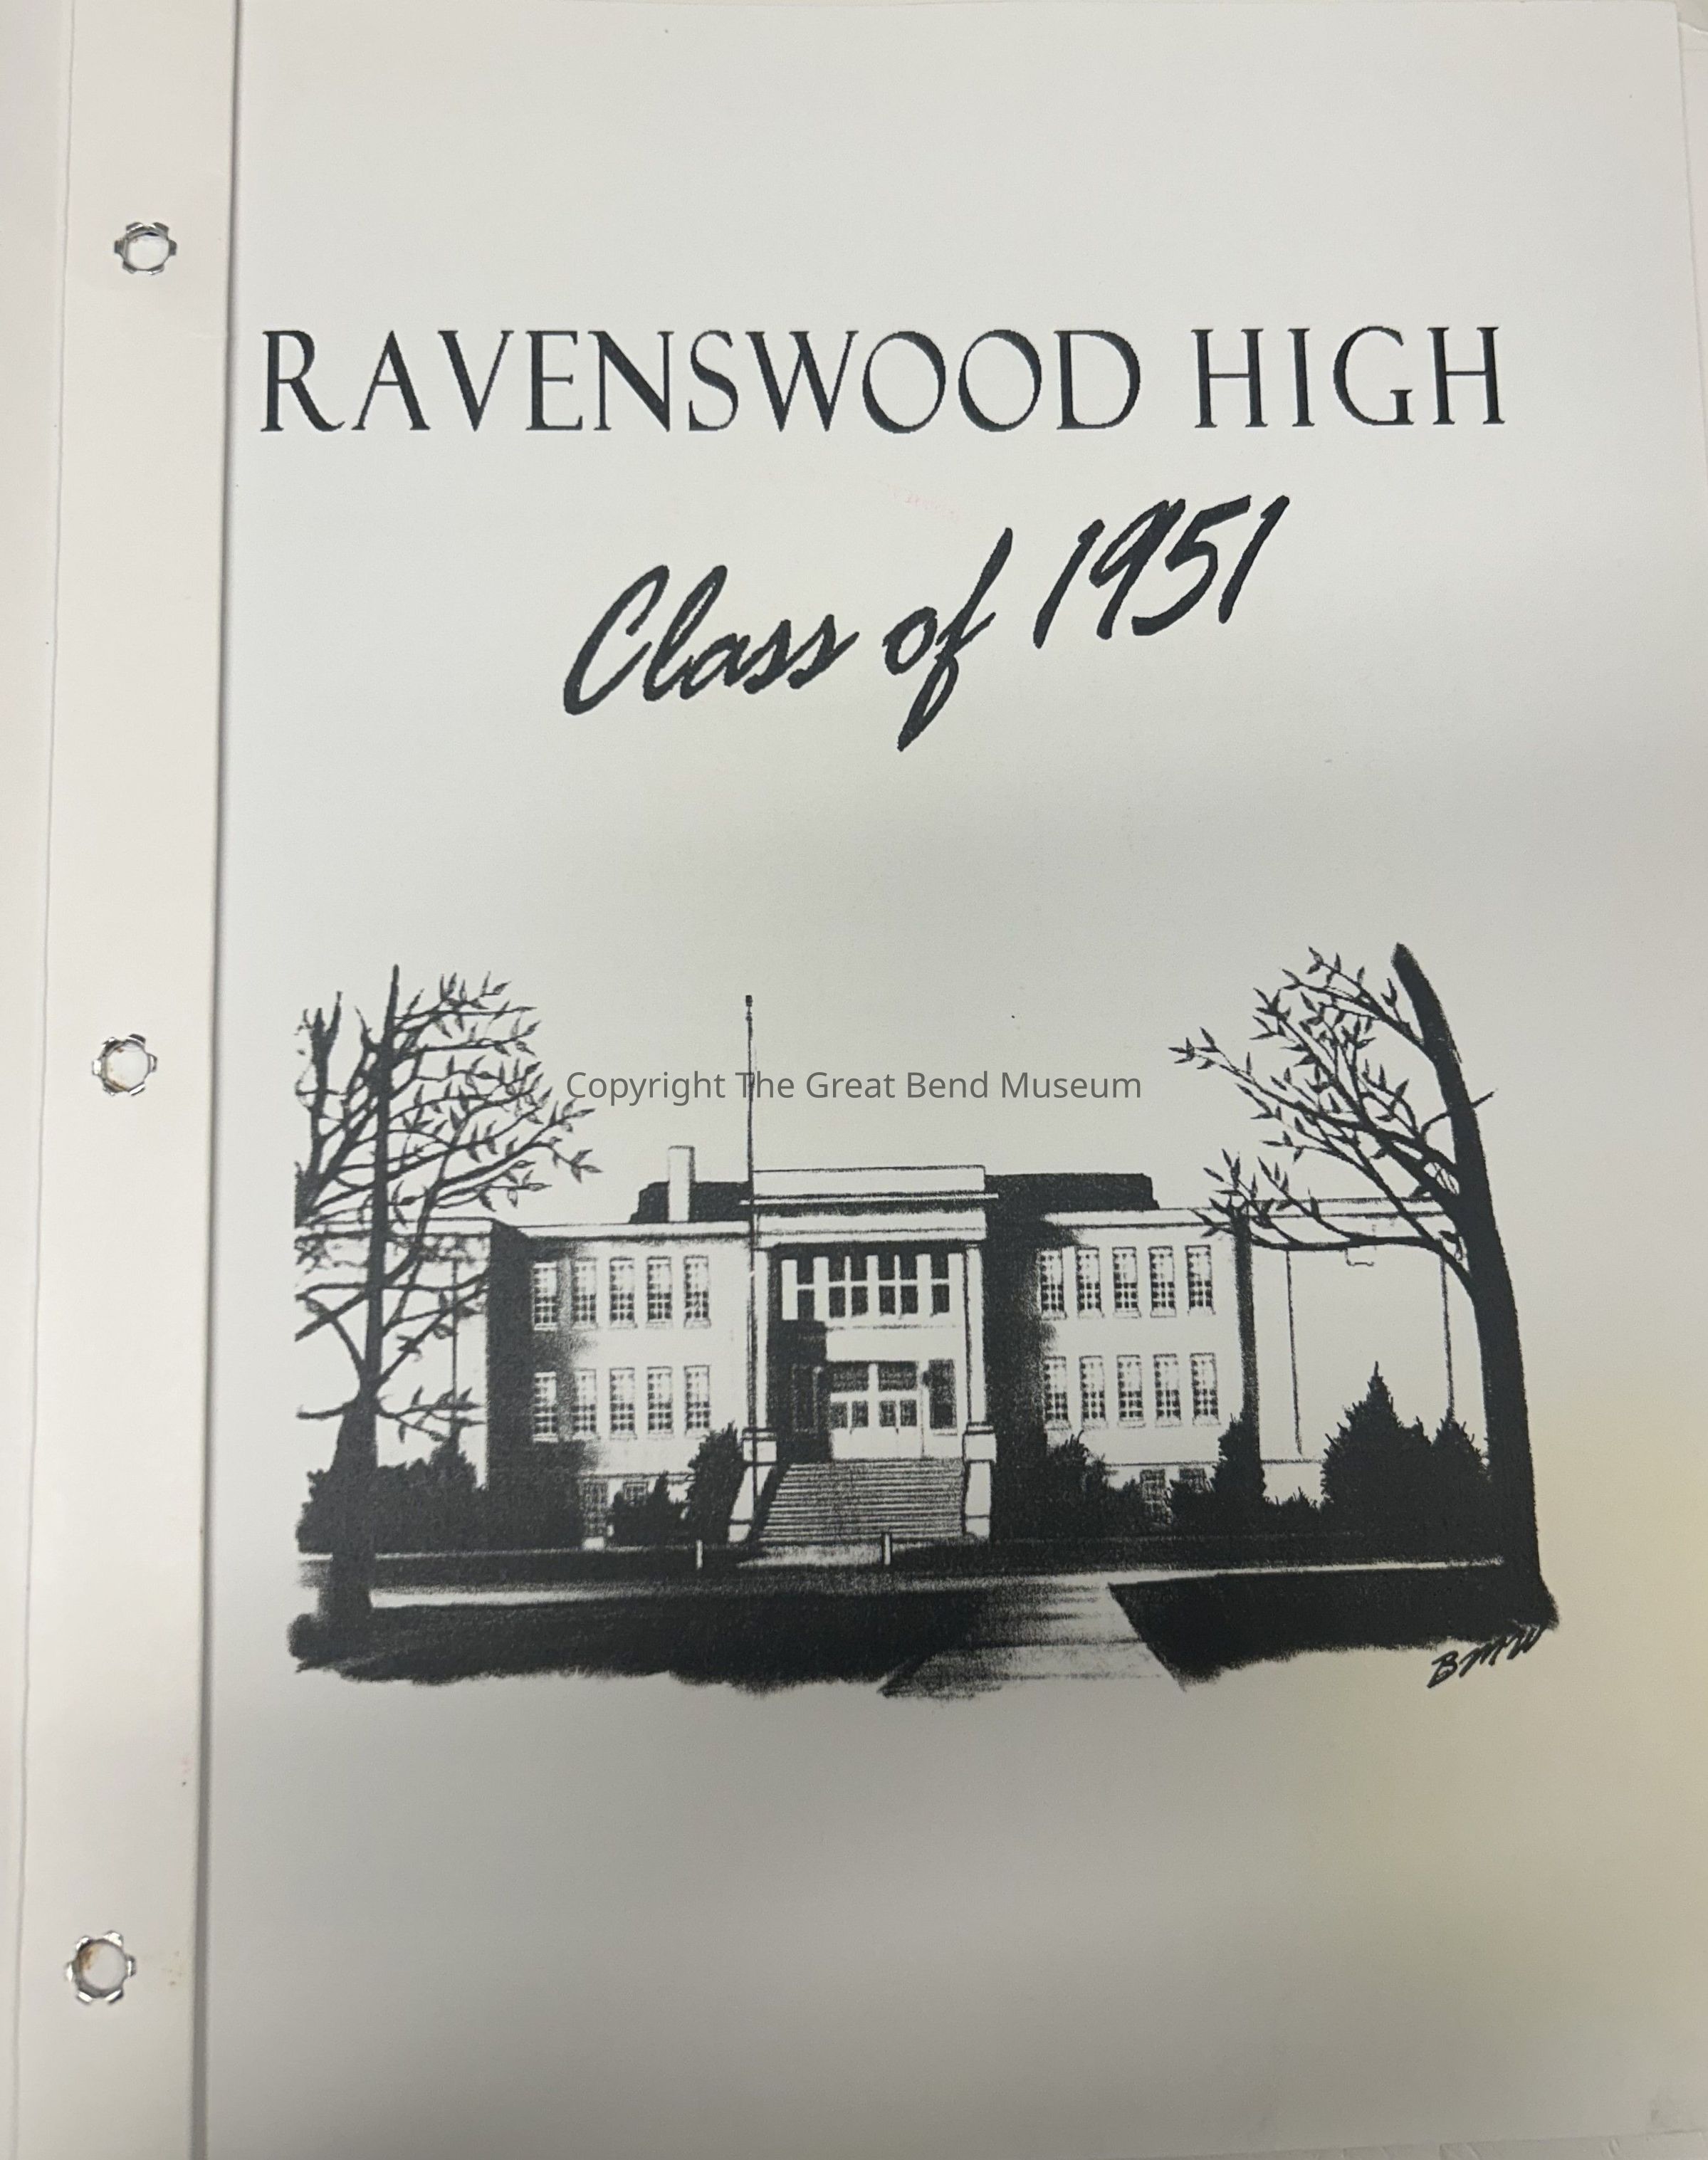 RAVENSWOOD HIGH
Class of 1951
Copyright The Great Bend Museum
BMW